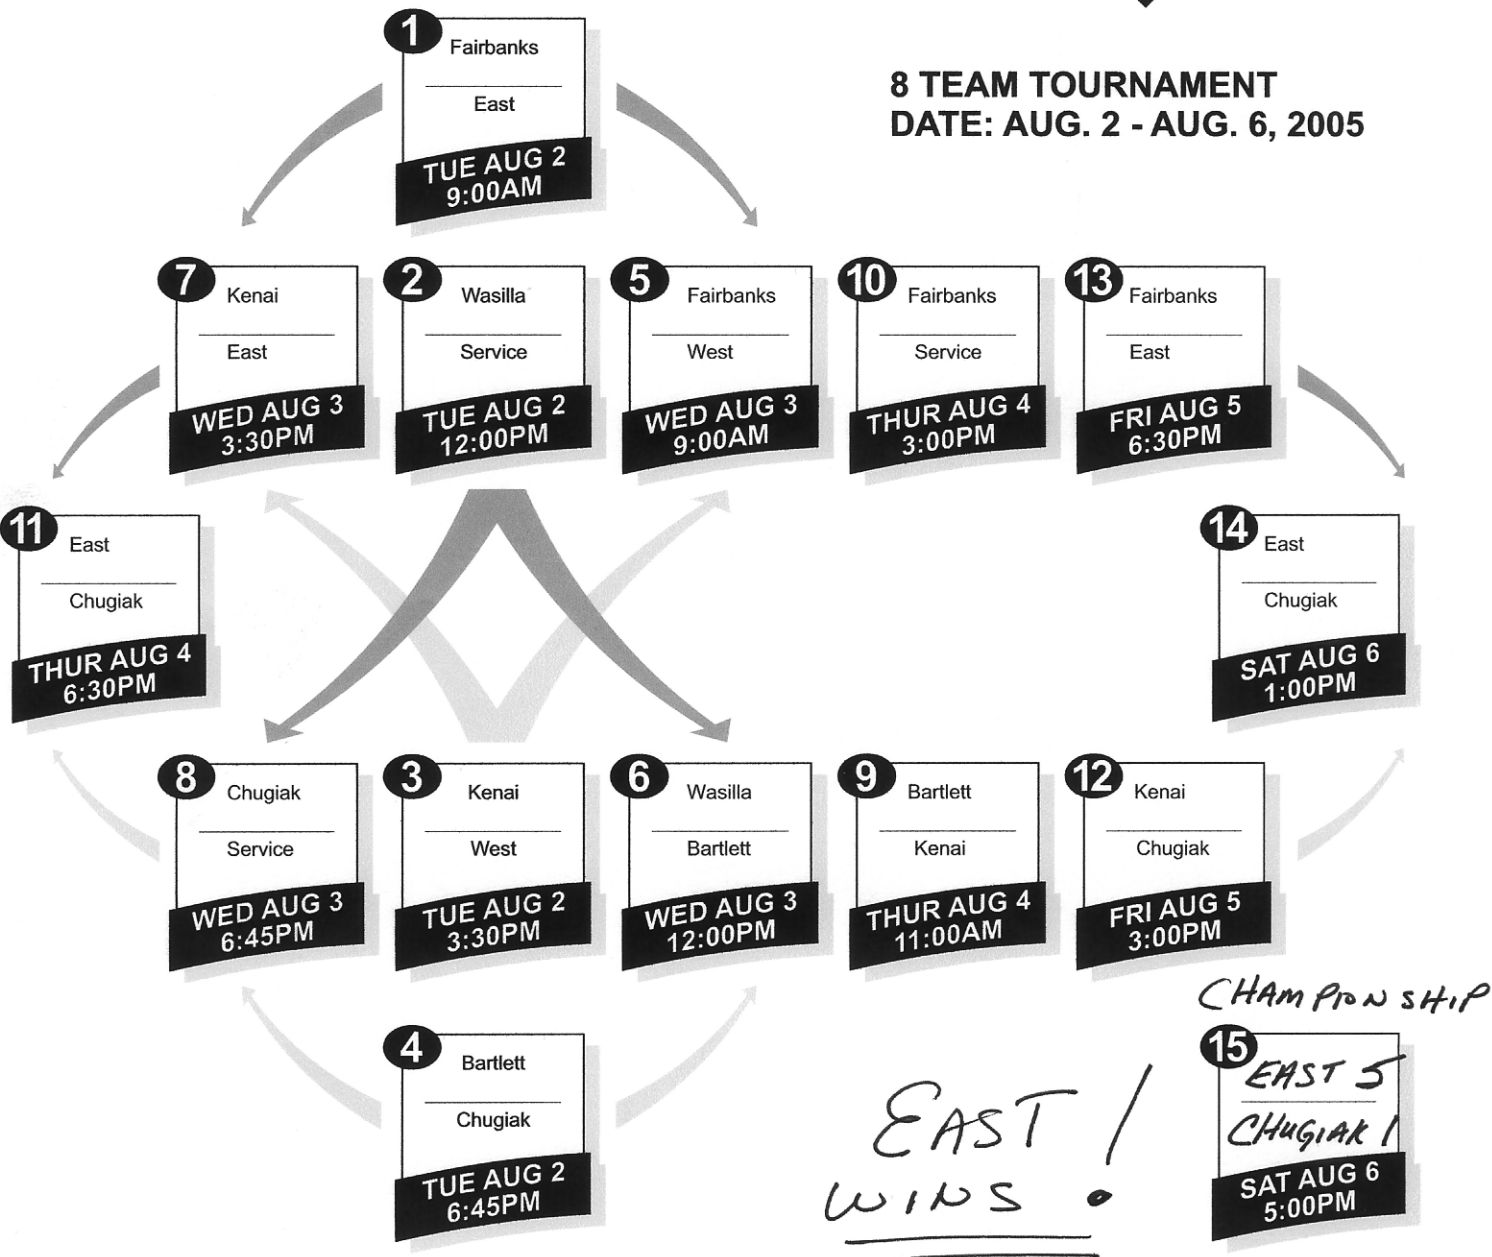 8 TEAM TOURNAMENT
DATE: AUG. 2 - AUG. 6, 2005
1
Fairbanks
East
TUE AUG 2
9:00AM
7
Kenai
East
WED AUG 3
3:30PM
2
Wasilla
Service
TUE AUG 2
12:00PM
5
Fairbanks
West
WED AUG 3
9:00AM
10
Fairbanks
Service
THUR AUG 4
3:00PM
13
Fairbanks
East
FRI AUG 5
6:30PM
11
East
Chugiak
THUR AUG 4
6:30PM
14
East
Chugiak
SAT AUG 6
1:00PM
8
Chugiak
Service
WED AUG 3
6:45PM
3
Kenai
West
TUE AUG 2
3:30PM
6
Wasilla
Bartlett
WED AUG 3
12:00PM
9
Bartlett
Kenai
THUR AUG 4
11:00AM
12
Kenai
Chugiak
FRI AUG 5
3:00PM
4
Bartlett
Chugiak
TUE AUG 2
6:45PM
CHAMPIONSHIP
15
EAST 5
CHUGIAK 1
SAT AUG 6
5:00PM
EAST
WINS !